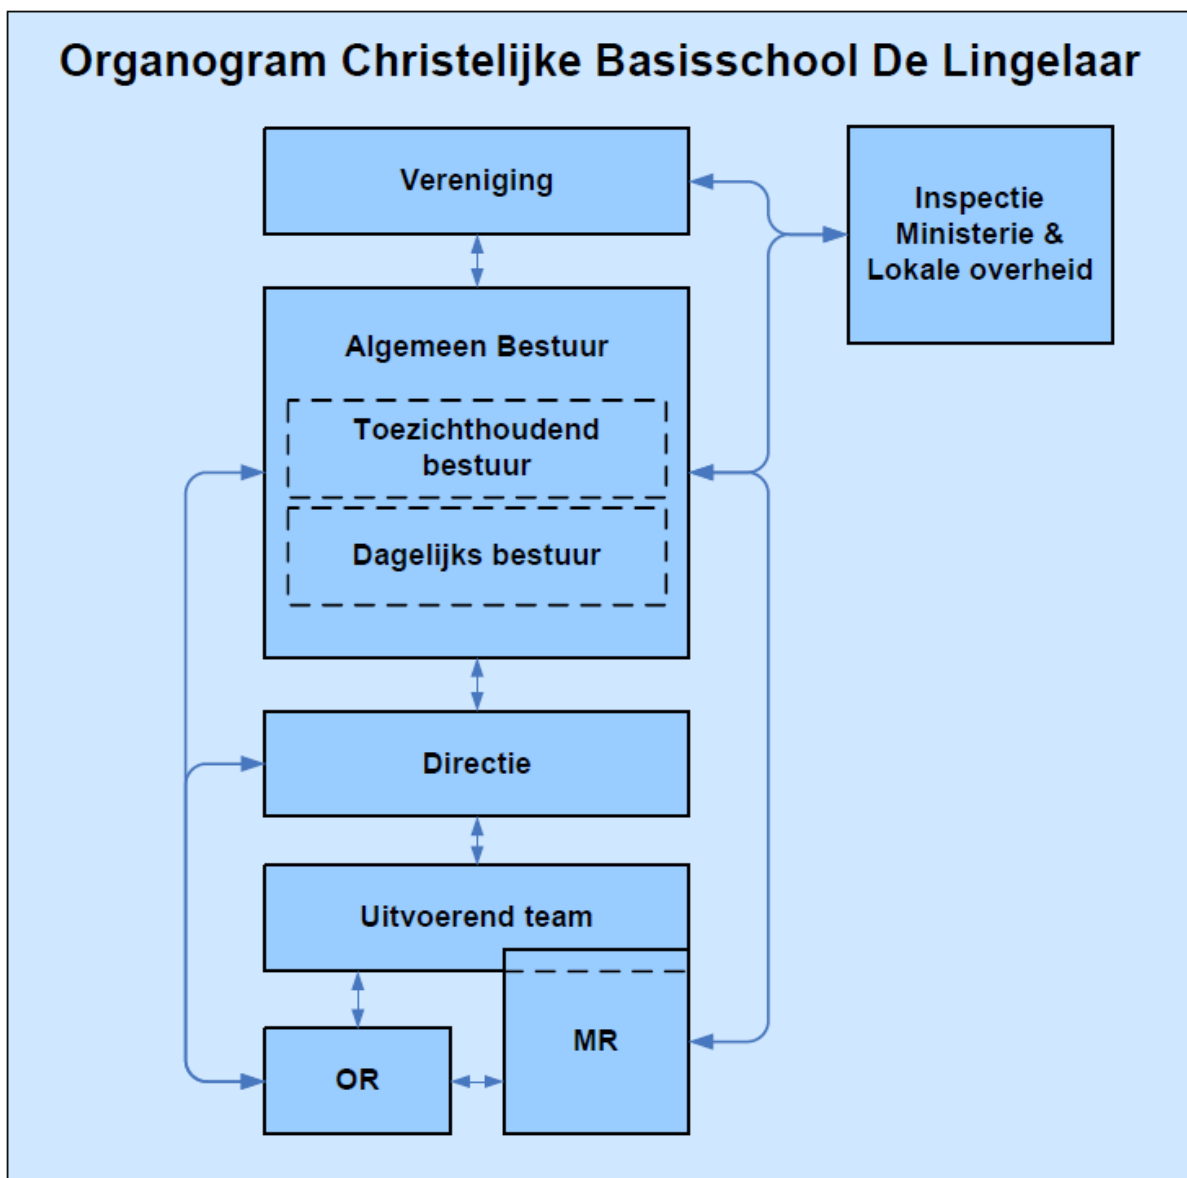 Organogram Christelijke Basisschool De Lingelaar
Vereniging
Inspectie
Ministerie &
Lokale overheid
Algemeen Bestuur
Toezichthoudend
bestuur
Dagelijks bestuur
Directie
Uitvoerend team
MR
OR